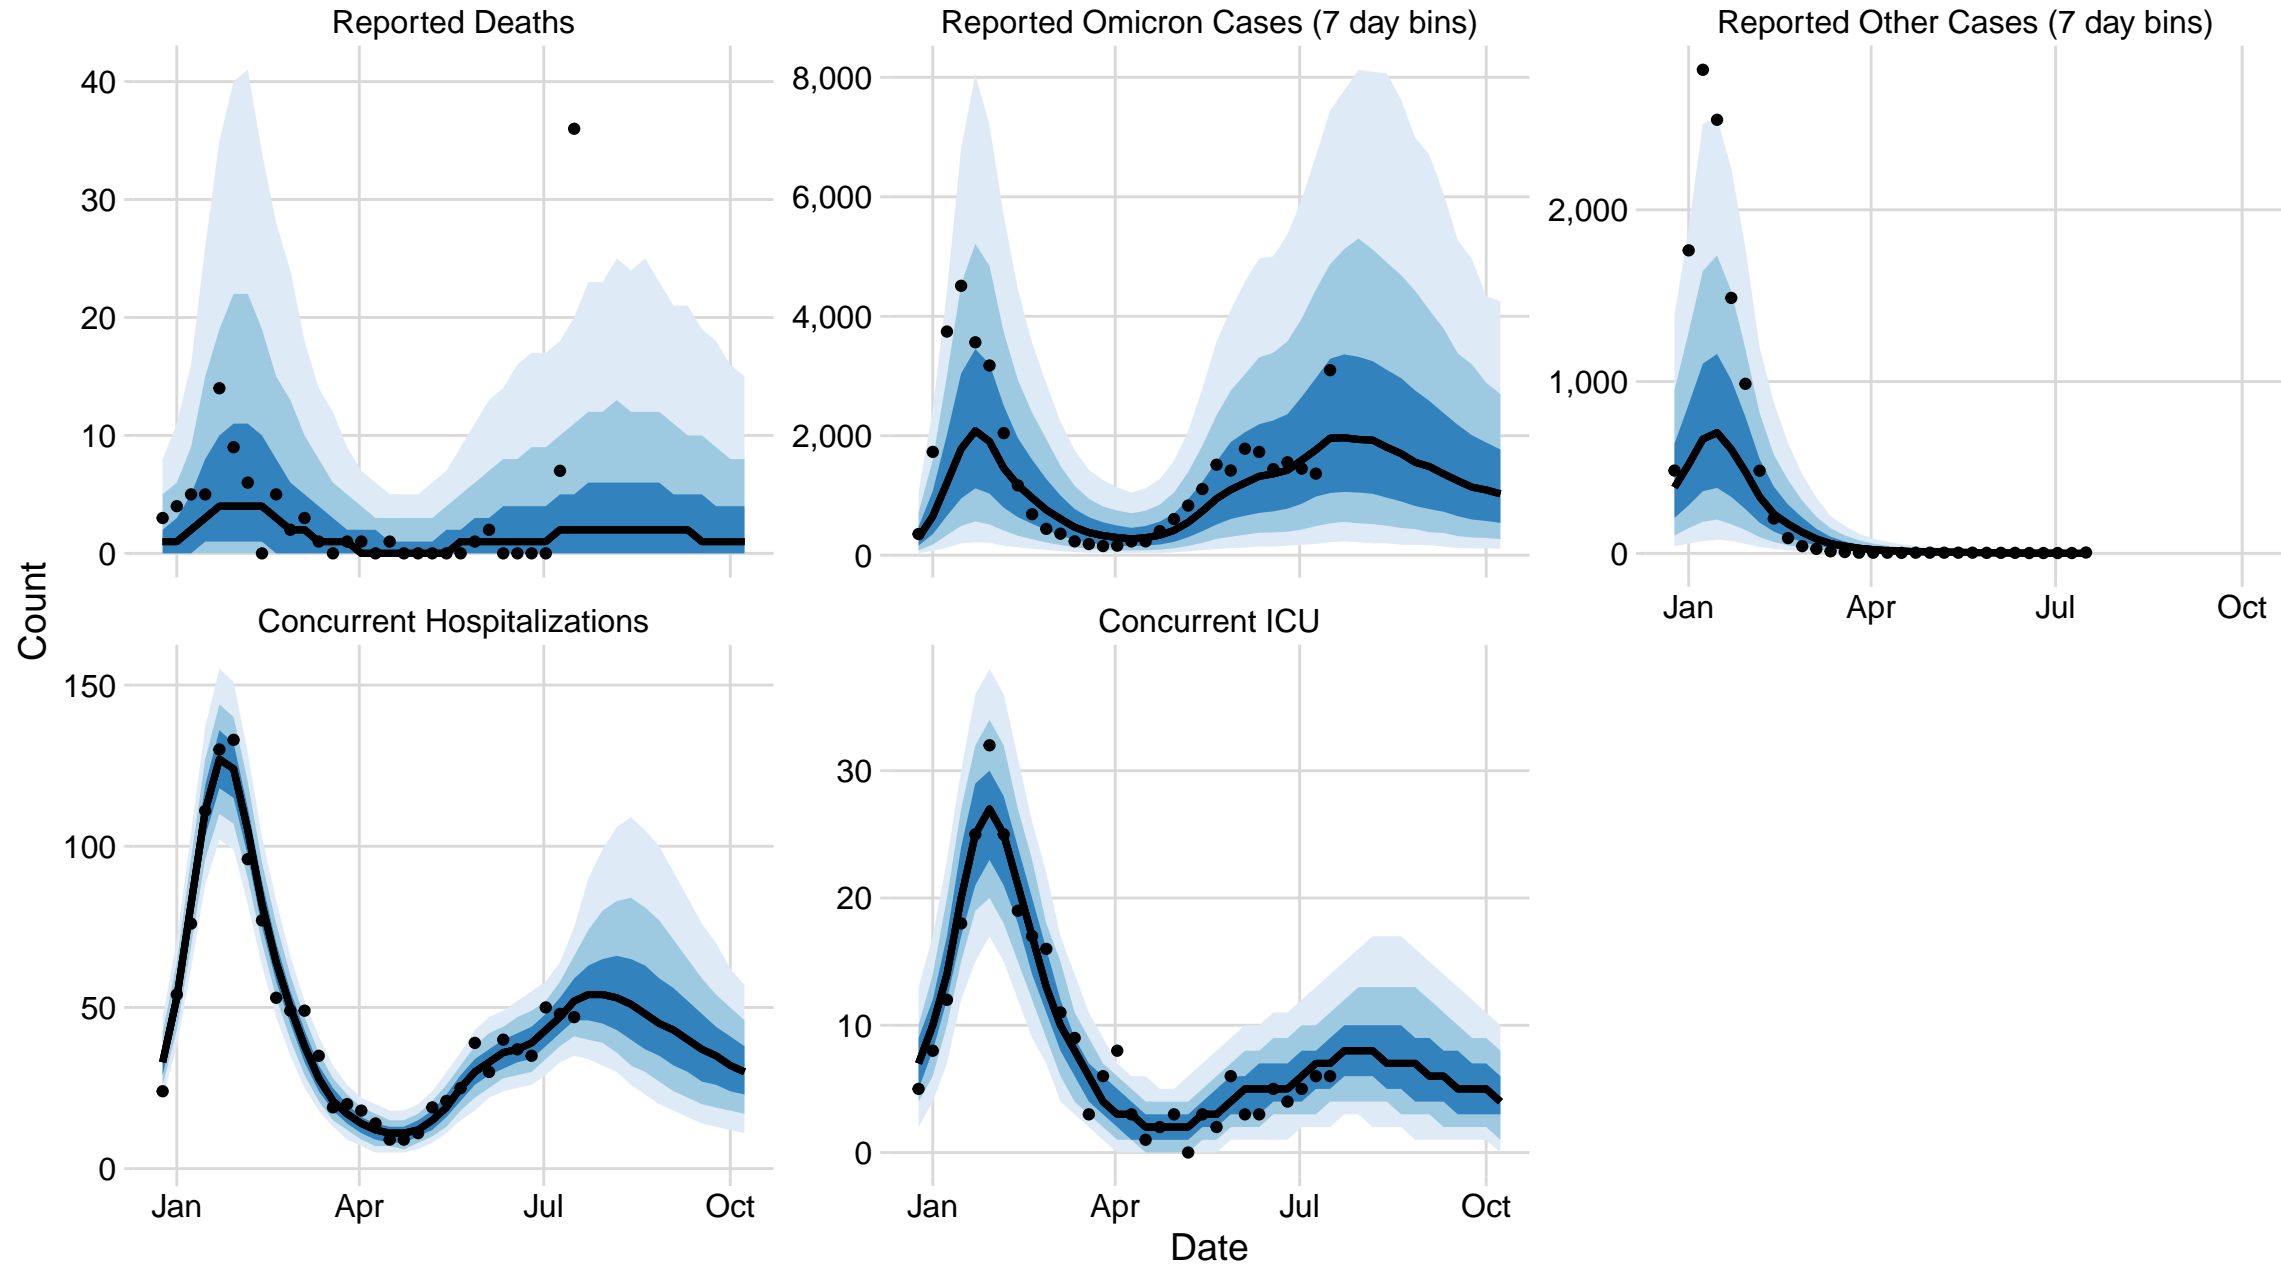 Reported Deaths
Reported Omicron Cases (7 day bins)
Reported Other Cases (7 day bins)
40
30
20
10
0
8,000
6,000
4,000
2,000
0
2,000
1,000
0
Jan Apr Jul Oct
Count
Concurrent Hospitalizations
Concurrent ICU
150
100
50
0
Jan Apr Jul Oct
30
20
10
0
Jan Apr Jul Oct
Date